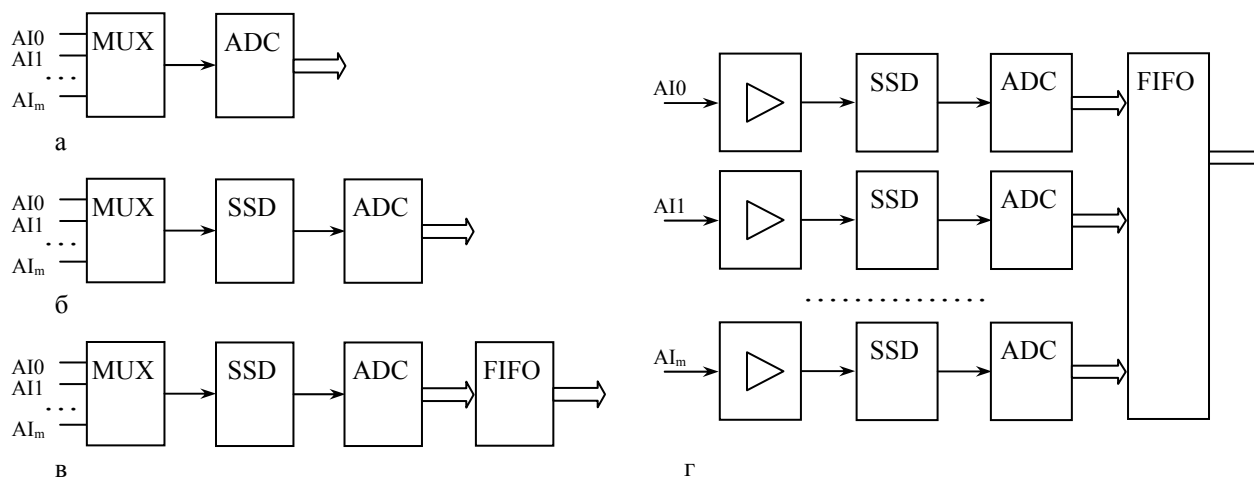 AI0
AI1
. . .
AIm
MUX
ADC
а
AI0
AI1
. . .
AIm
MUX
SSD
ADC
б
AI0
AI1
. . .
AIm
MUX
SSD
ADC
FIFO
в
AI0
SSD
ADC
FIFO
AI1
SSD
ADC
. . . . . . . . . . . . . . .
AIm
SSD
ADC
г